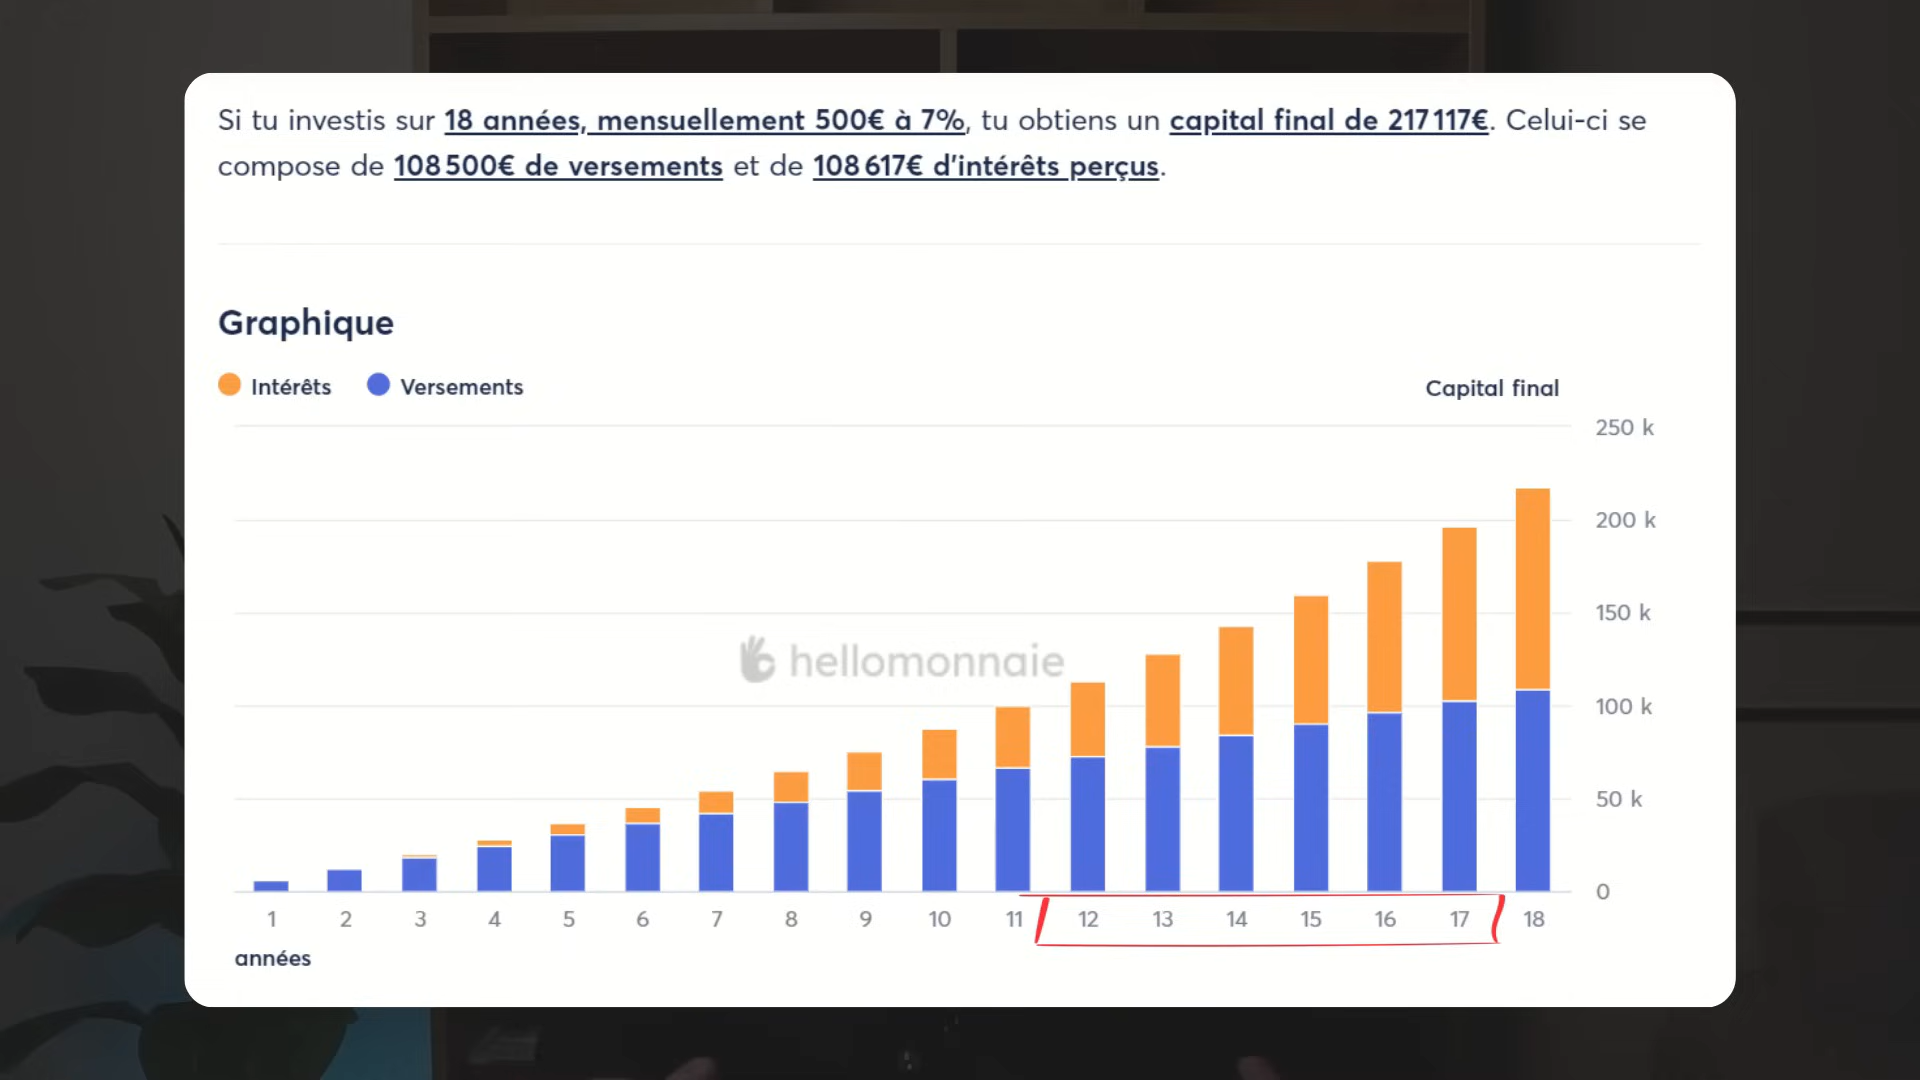 Si tu investis sur 18 années, mensuellement 500€ à 7%, tu obtiens un capital final de 217 117€. Celui-ci se
compose de 108 500€ de versements et de 108 617€ d'intérêts perçus.
Graphique
Intérêts Versements
Capital final
250 k
200 k
150 k
hellomonnaie
100 k
50 k
0
1 2 3 4 5 6 7 8 9 10 11 12 13 14 15 16 17 18
années